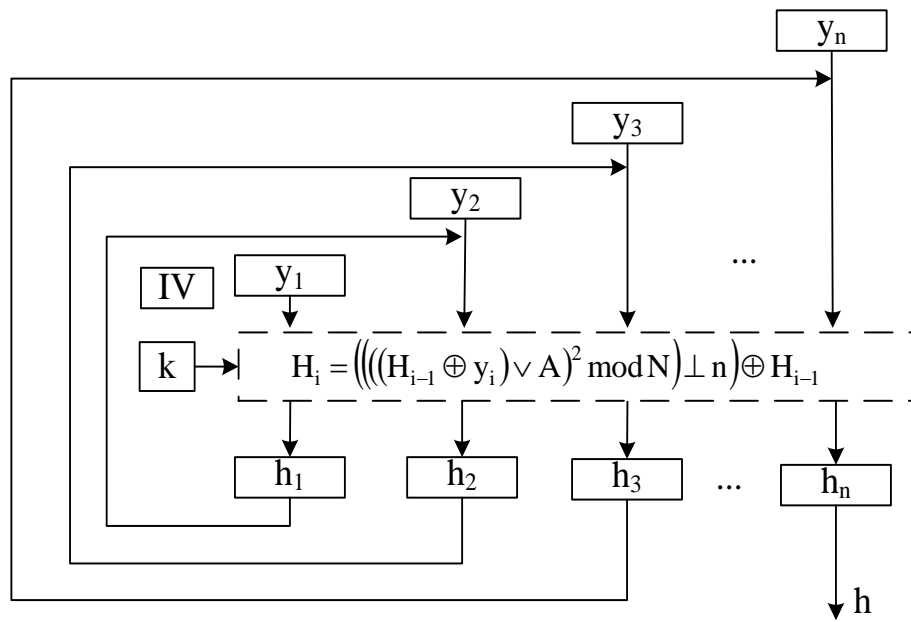 yₙ
y₃
y₂
...
IV y₁
k Hᵢ = (((((Hᵢ₋₁ ⊕ yᵢ) ∨ A)² mod N) ⊥ n) ⊕ Hᵢ₋₁
h₁ h₂ h₃ ... hₙ
h